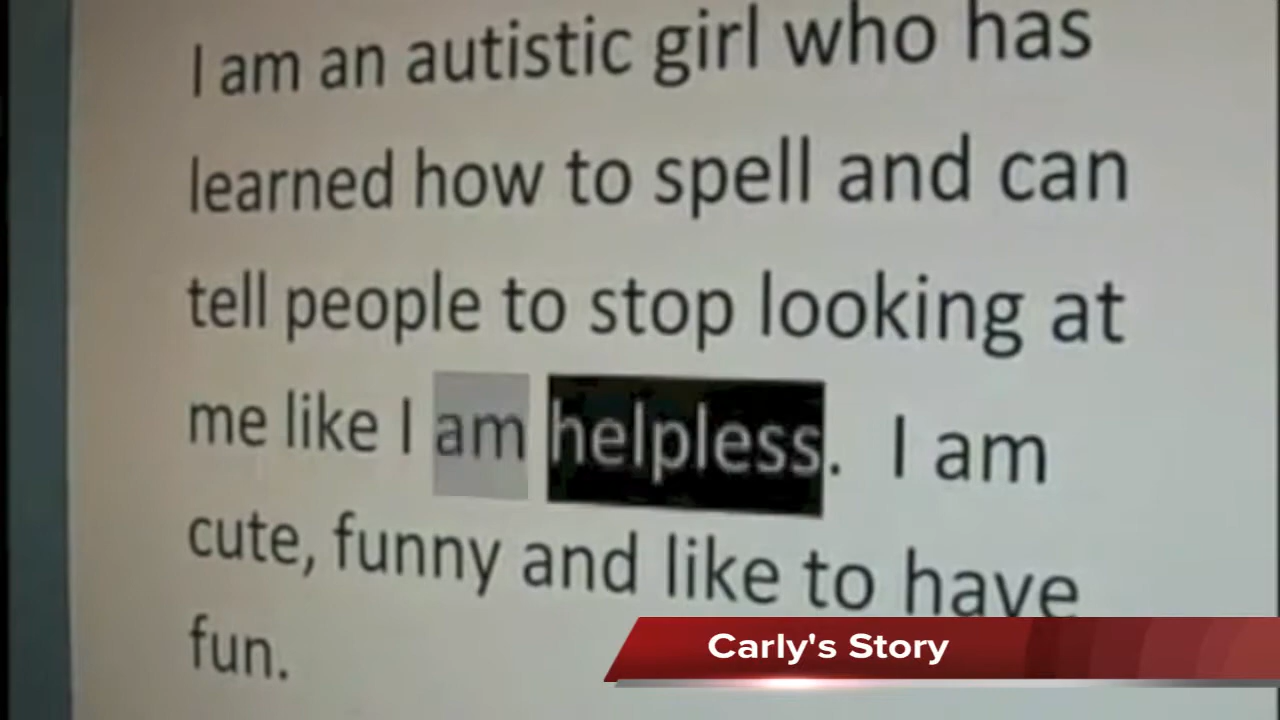 I am an autistic girl who has
learned how to spell and can
tell people to stop looking at
me like I am helpless.  I am
cute, funny and like to have
fun.
Carly's Story